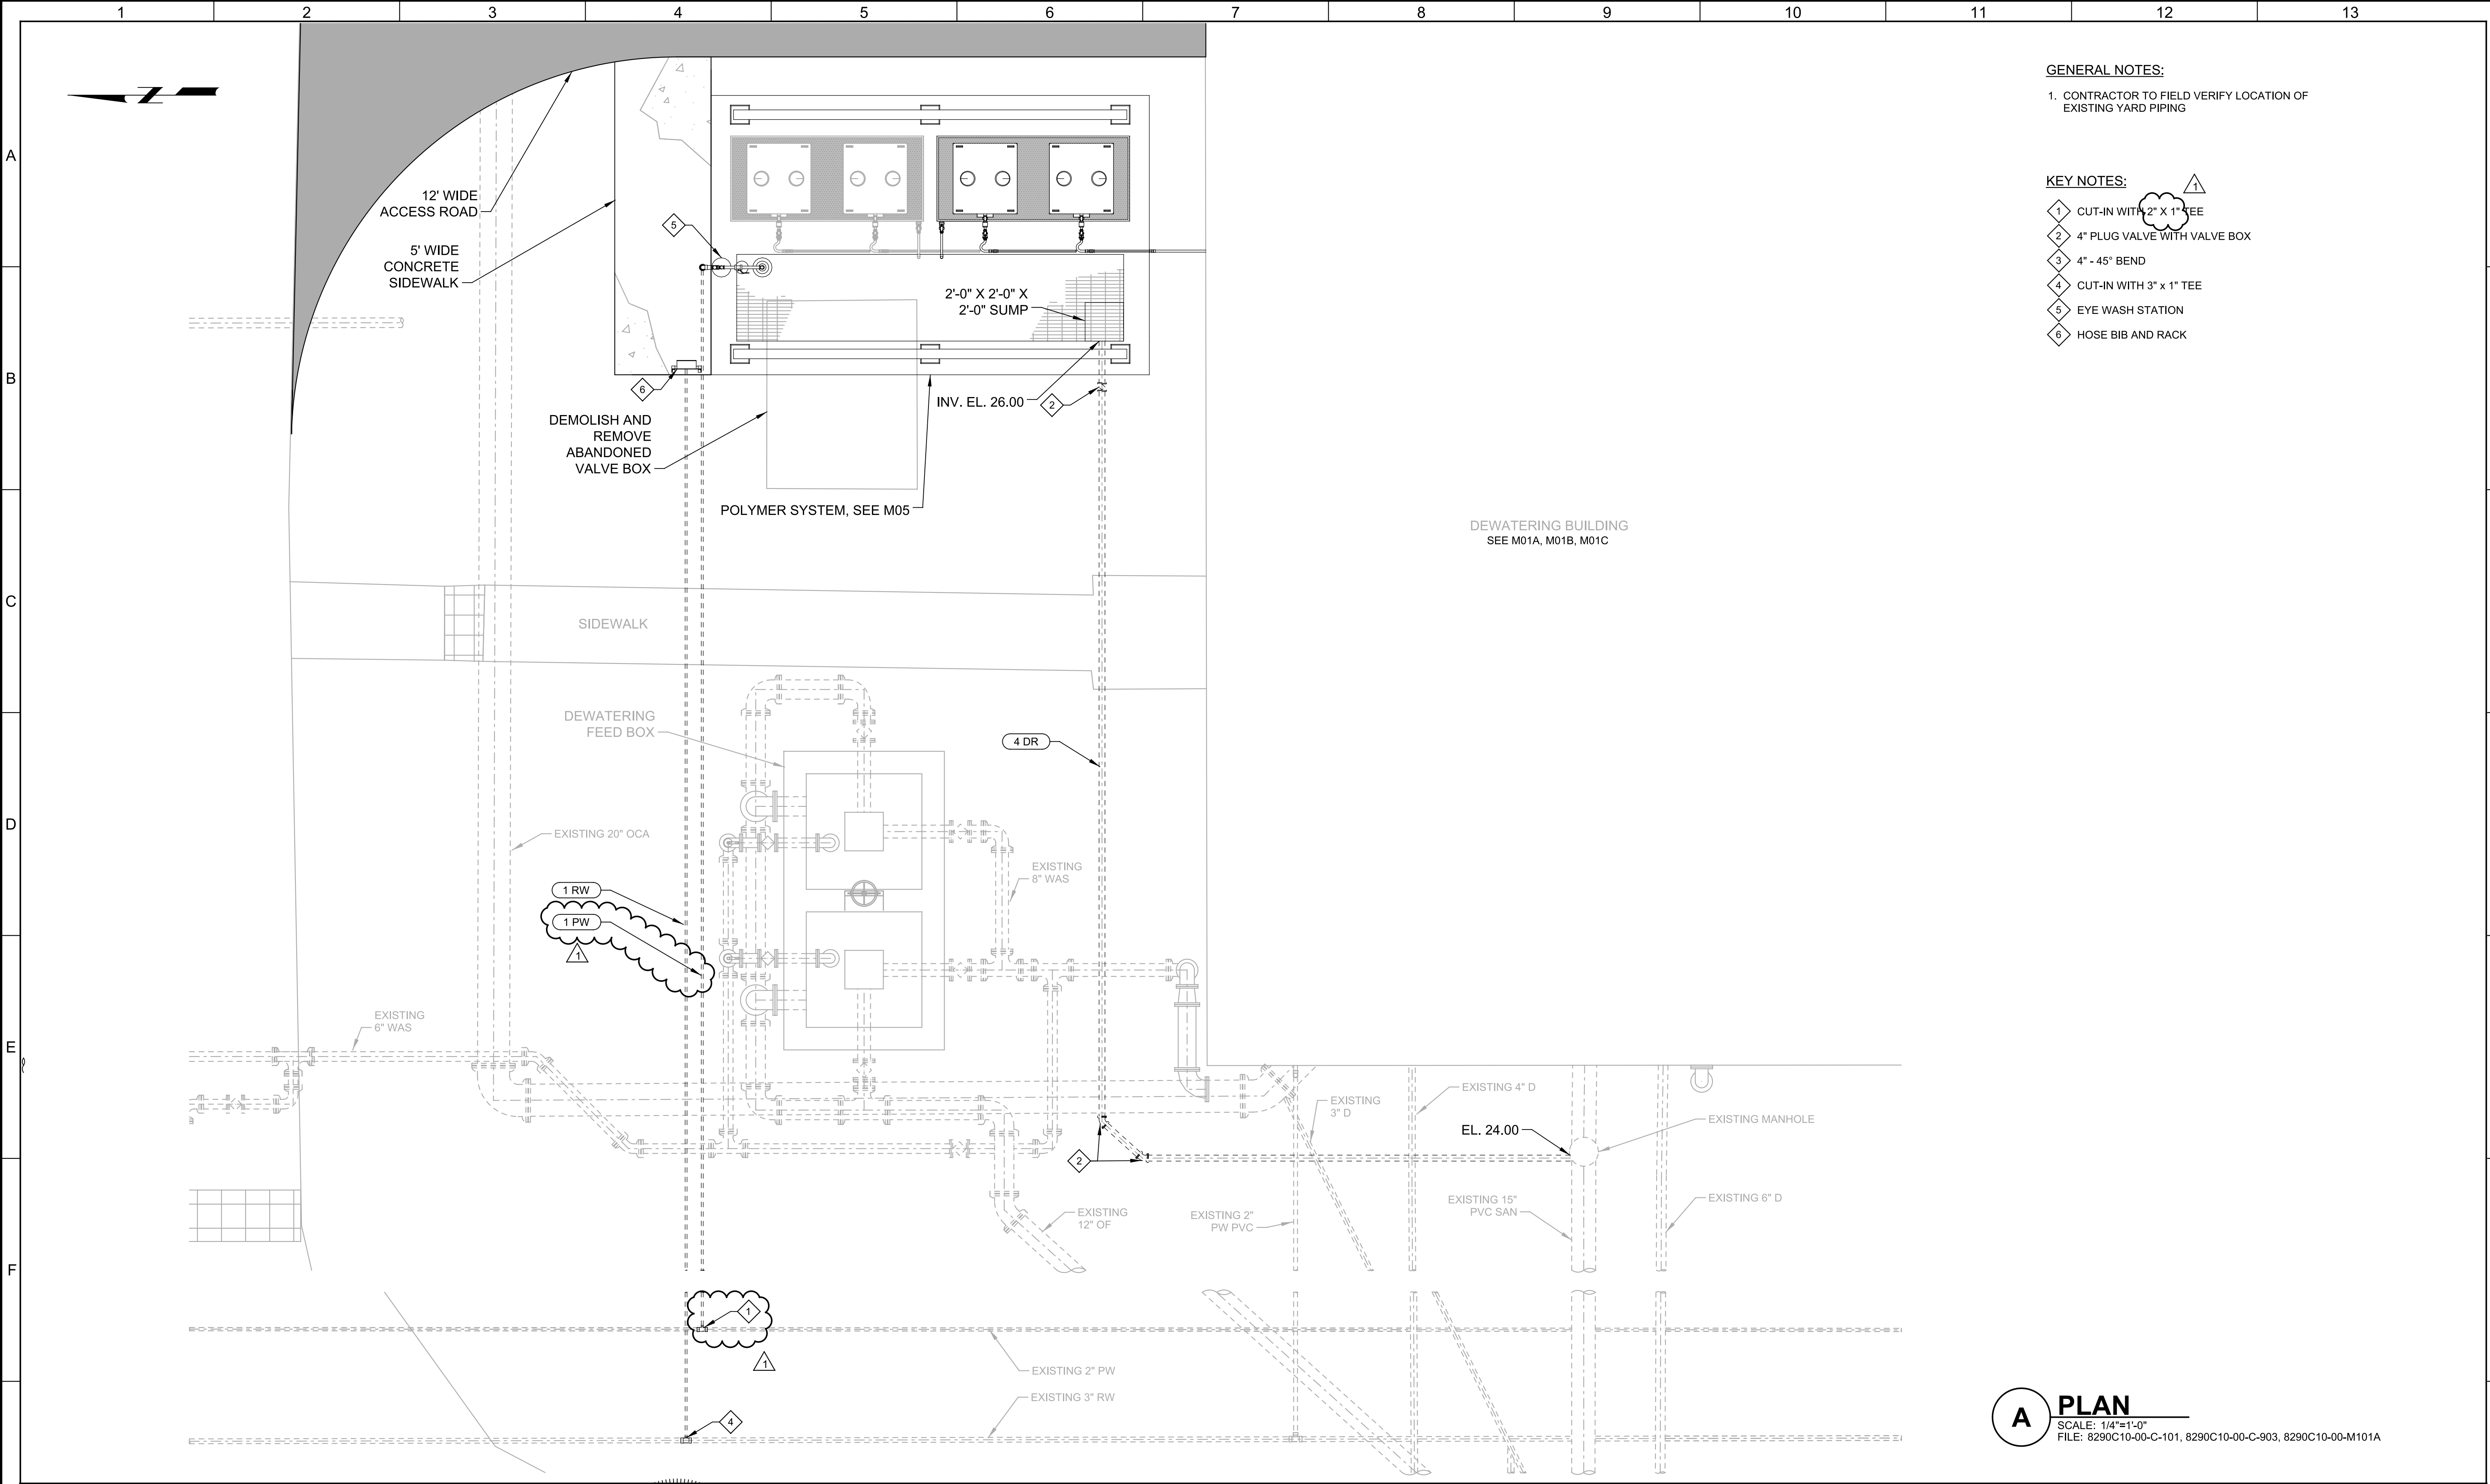 1 2 3 4 5 6 7 8 9 10 11 12 13
A
B
C
D
E
F
N
GENERAL NOTES:
1. CONTRACTOR TO FIELD VERIFY LOCATION OF
EXISTING YARD PIPING
KEY NOTES:
1
1 CUT-IN WITH 2" X 1" TEE
2 4" PLUG VALVE WITH VALVE BOX
3 4" - 45° BEND
4 CUT-IN WITH 3" x 1" TEE
5 EYE WASH STATION
6 HOSE BIB AND RACK
12' WIDE
ACCESS ROAD
5' WIDE
CONCRETE
SIDEWALK
5
2'-0" X 2'-0" X
2'-0" SUMP
6
INV. EL. 26.00
2
DEMOLISH AND
REMOVE
ABANDONED
VALVE BOX
POLYMER SYSTEM, SEE M05
DEWATERING BUILDING
SEE M01A, M01B, M01C
SIDEWALK
DEWATERING
FEED BOX
4 DR
EXISTING 20" OCA
EXISTING
8" WAS
1 RW
1 PW
1
EXISTING
6" WAS
EXISTING 4" D
EXISTING
3" D
EXISTING MANHOLE
EL. 24.00
2
EXISTING
12" OF
EXISTING 2"
PW PVC
EXISTING 15"
PVC SAN
EXISTING 6" D
1
1
EXISTING 2" PW
EXISTING 3" RW
4
A
PLAN
SCALE: 1/4"=1'-0"
FILE: 8290C10-00-C-101, 8290C10-00-C-903, 8290C10-00-M101A